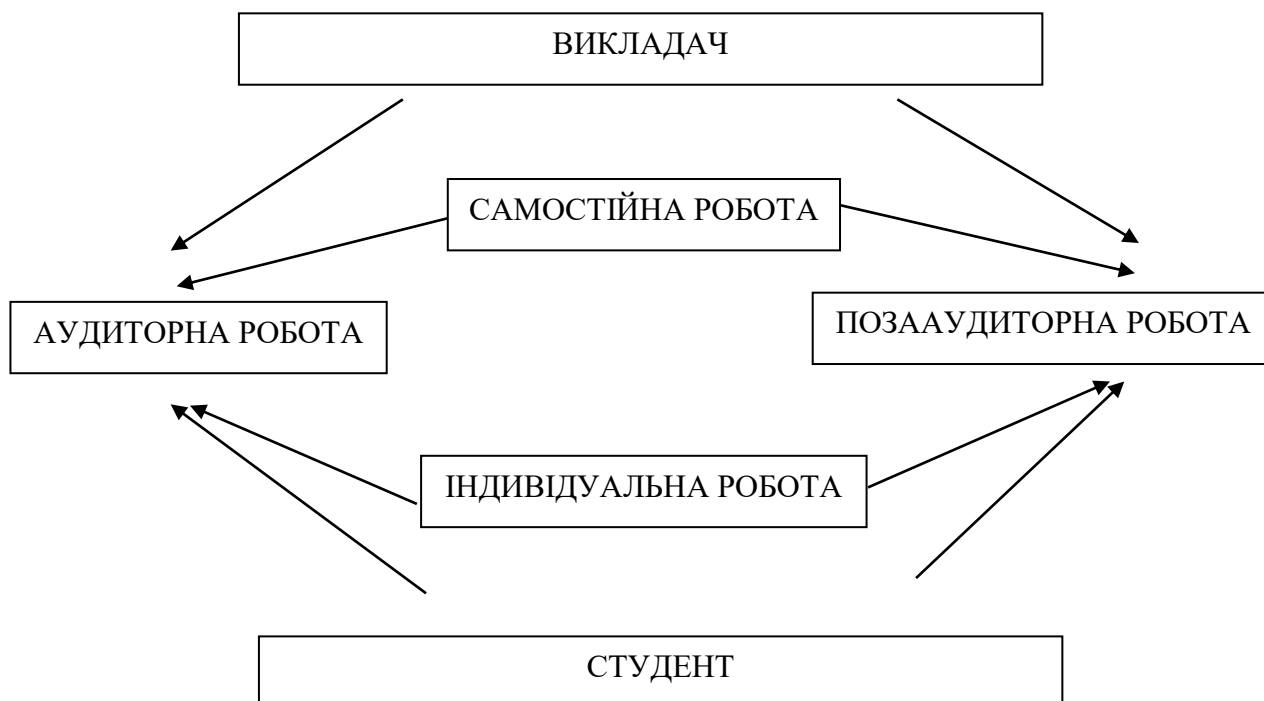 ВИКЛАДАЧ
САМОСТІЙНА РОБОТА
АУДИТОРНА РОБОТА
ПОЗААУДИТОРНА РОБОТА
ІНДИВІДУАЛЬНА РОБОТА
СТУДЕНТ